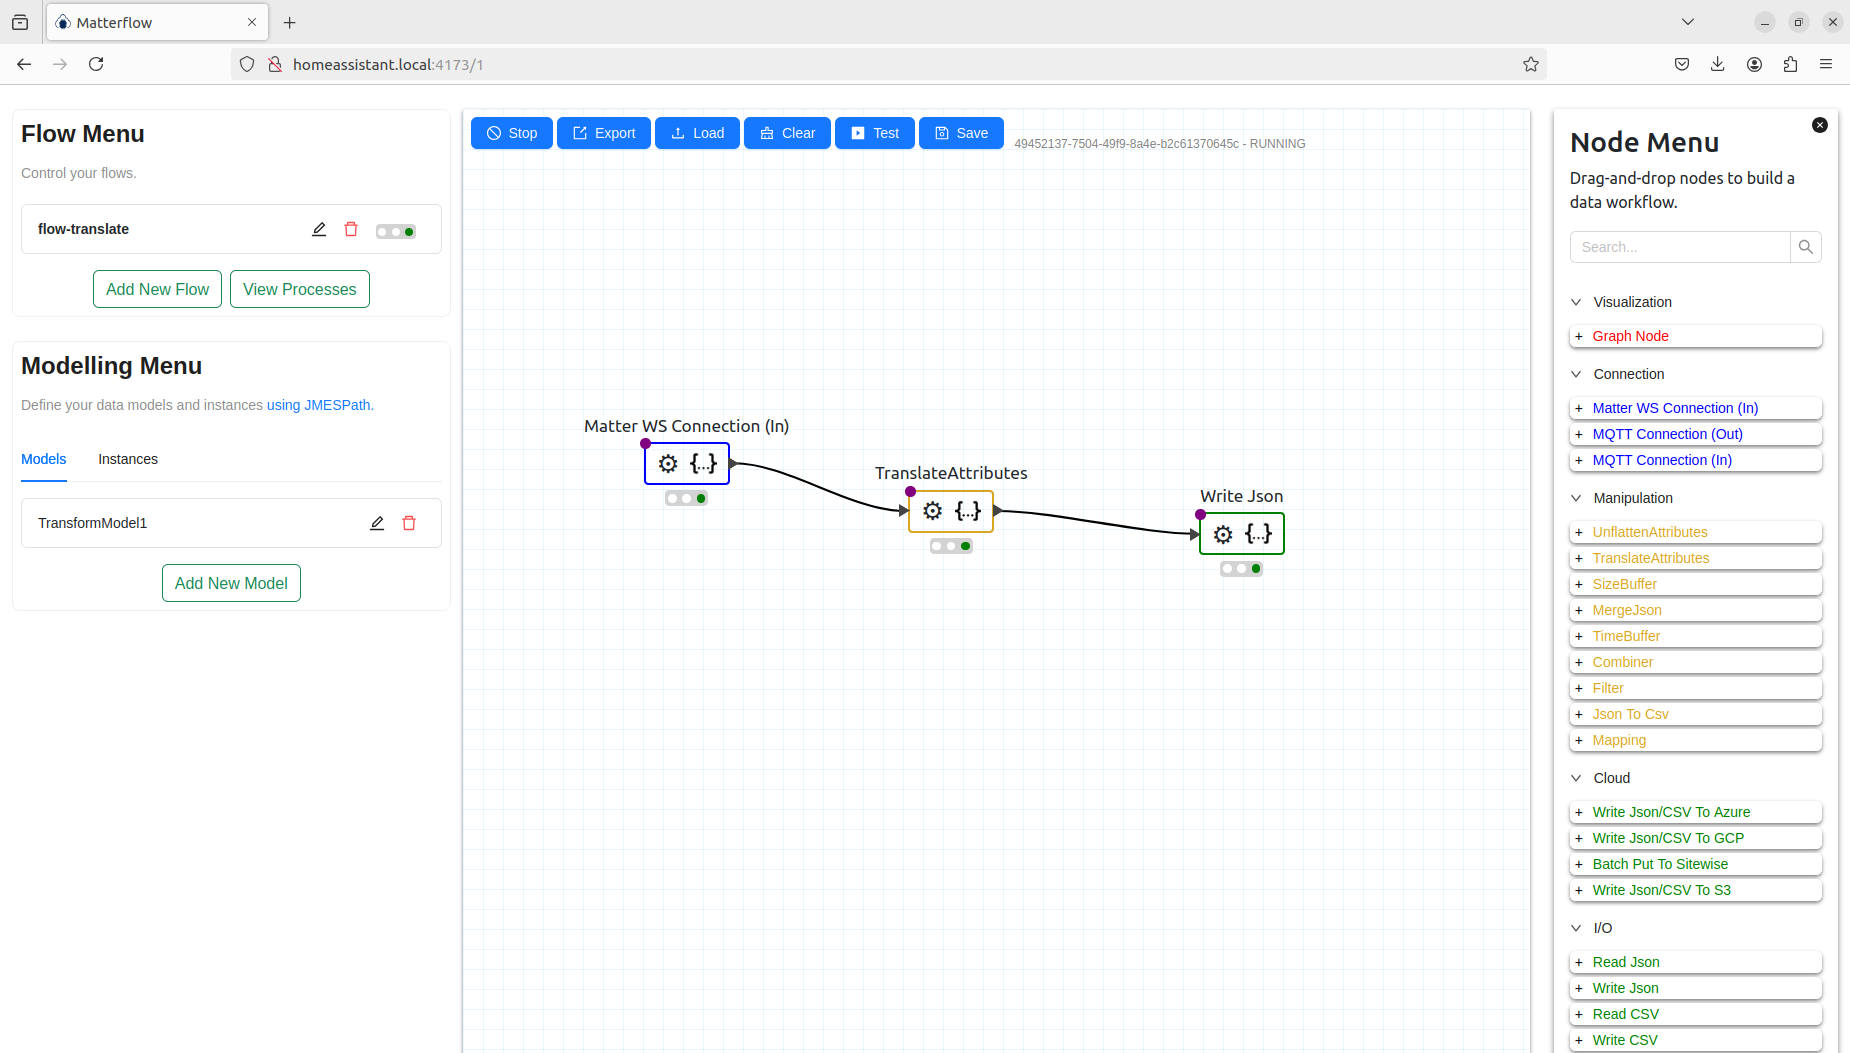 Matterflow
homeassistant.local:4173/1
Flow Menu
Control your flows.
flow-translate
Add New Flow
View Processes
Modelling Menu
Define your data models and instances using JMESPath.
Models
Instances
TransformModel1
Add New Model
Stop
Export
Load
Clear
Test
Save
49452137-7504-49f9-8a4e-b2c61370645c - RUNNING
Matter WS Connection (In)
{...}
TranslateAttributes
{...}
Write Json
{...}
Node Menu
Drag-and-drop nodes to build a
data workflow.
Search...
Visualization
+ Graph Node
Connection
+ Matter WS Connection (In)
+ MQTT Connection (Out)
+ MQTT Connection (In)
Manipulation
+ UnflattenAttributes
+ TranslateAttributes
+ SizeBuffer
+ MergeJson
+ TimeBuffer
+ Combiner
+ Filter
+ Json To Csv
+ Mapping
Cloud
+ Write Json/CSV To Azure
+ Write Json/CSV To GCP
+ Batch Put To Sitewise
+ Write Json/CSV To S3
I/O
+ Read Json
+ Write Json
+ Read CSV
+ Write CSV